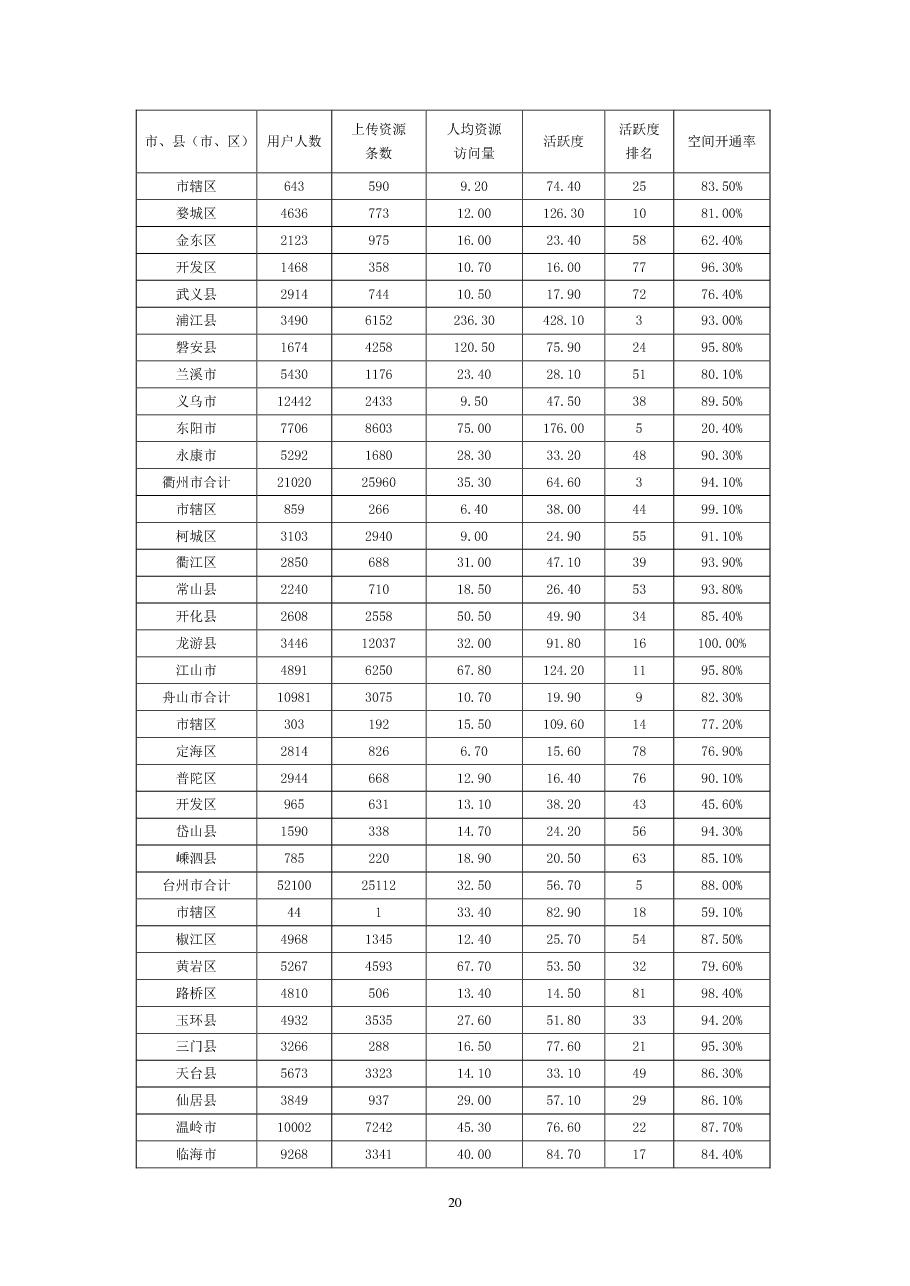 市、县（市、区） 用户人数 上传资源条数 人均资源访问量 活跃度 活跃度排名 空间开通率
市辖区 643 590 9.20 74.40 25 83.50%
婺城区 4636 773 12.00 126.30 10 81.00%
金东区 2123 975 16.00 23.40 58 62.40%
开发区 1468 358 10.70 16.00 77 96.30%
武义县 2914 744 10.50 17.90 72 76.40%
浦江县 3490 6152 236.30 428.10 3 93.00%
磐安县 1674 4258 120.50 75.90 24 95.80%
兰溪市 5430 1176 23.40 28.10 51 80.10%
义乌市 12442 2433 9.50 47.50 38 89.50%
东阳市 7706 8603 75.00 176.00 5 20.40%
永康市 5292 1680 28.30 33.20 48 90.30%
衢州市合计 21020 25960 35.30 64.60 3 94.10%
市辖区 859 266 6.40 38.00 44 99.10%
柯城区 3103 2940 9.00 24.90 55 91.10%
衢江区 2850 688 31.00 47.10 39 93.90%
常山县 2240 710 18.50 26.40 53 93.80%
开化县 2608 2558 50.50 49.90 34 85.40%
龙游县 3446 12037 32.00 91.80 16 100.00%
江山市 4891 6250 67.80 124.20 11 95.80%
舟山市合计 10981 3075 10.70 19.90 9 82.30%
市辖区 303 192 15.50 109.60 14 77.20%
定海区 2814 826 6.70 15.60 78 76.90%
普陀区 2944 668 12.90 16.40 76 90.10%
开发区 965 631 13.10 38.20 43 45.60%
岱山县 1590 338 14.70 24.20 56 94.30%
嵊泗县 785 220 18.90 20.50 63 85.10%
台州市合计 52100 25112 32.50 56.70 5 88.00%
市辖区 44 1 33.40 82.90 18 59.10%
椒江区 4968 1345 12.40 25.70 54 87.50%
黄岩区 5267 4593 67.70 53.50 32 79.60%
路桥区 4810 506 13.40 14.50 81 98.40%
玉环县 4932 3535 27.60 51.80 33 94.20%
三门县 3266 288 16.50 77.60 21 95.30%
天台县 5673 3323 14.10 33.10 49 86.30%
仙居县 3849 937 29.00 57.10 29 86.10%
温岭市 10002 7242 45.30 76.60 22 87.70%
临海市 9268 3341 40.00 84.70 17 84.40%
20